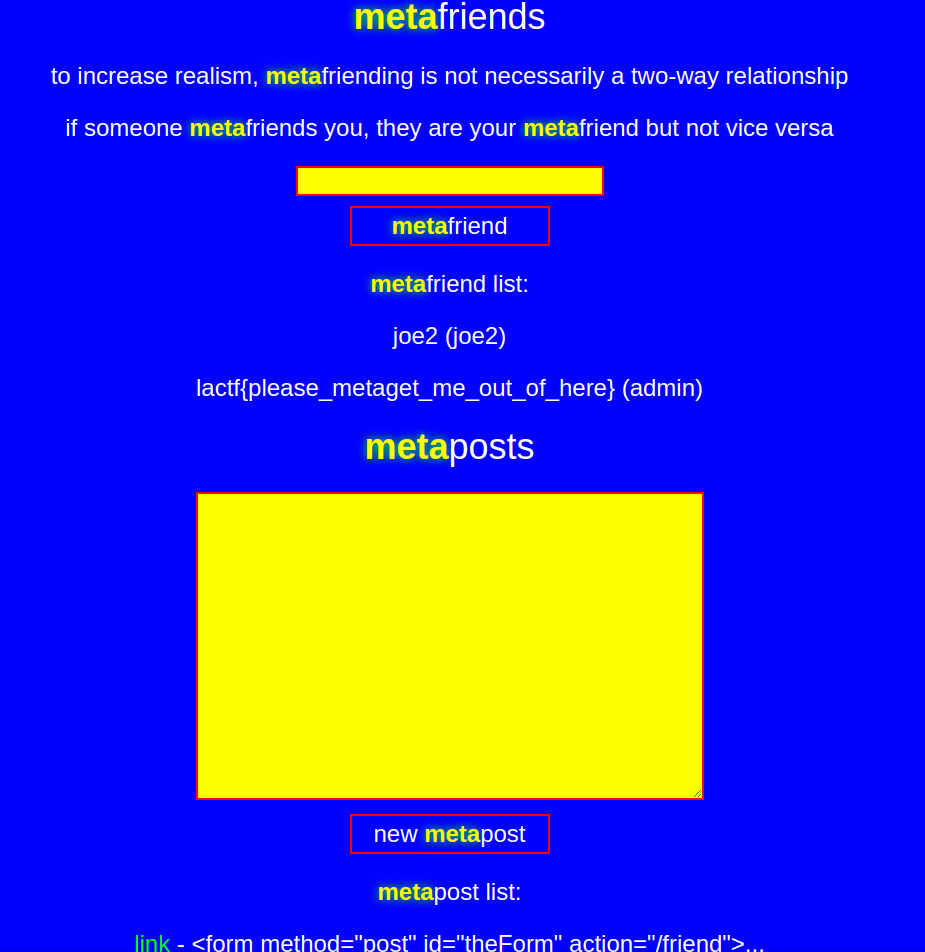 metafriends
to increase realism, metafriending is not necessarily a two-way relationship
if someone metafriends you, they are your metafriend but not vice versa
metafriend
metafriend list:
joe2 (joe2)
lactf{please_metaget_me_out_of_here} (admin)
metaposts
new metapost
metapost list:
link - <form method="post" id="theForm" action="/friend">...